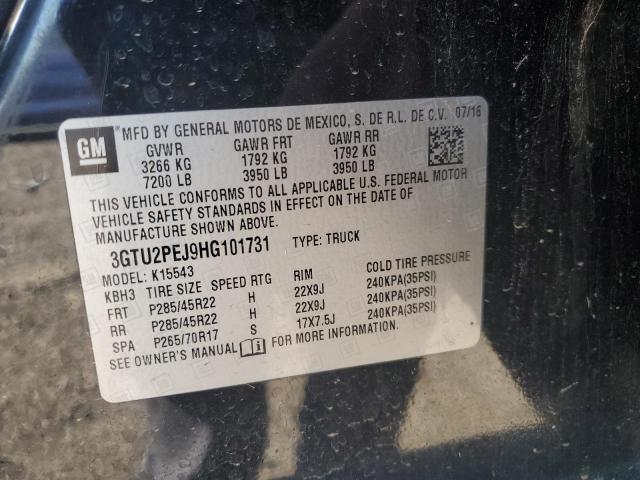 GM
*MFD BY GENERAL MOTORS DE MEXICO, S. DE R.L. DE C.V. 07/16
GVWR GAWR FRT GAWR RR
3266 KG 1792 KG 1792 KG
7200 LB 3950 LB 3950 LB
THIS VEHICLE CONFORMS TO ALL APPLICABLE U.S. FEDERAL MOTOR
VEHICLE SAFETY STANDARDS IN EFFECT ON THE DATE OF
MANUFACTURE SHOWN ABOVE.
3GTU2PEJ9HG101731 TYPE: TRUCK
MODEL: K15543
KBH3 TIRE SIZE SPEED RTG RIM COLD TIRE PRESSURE
FRT P285/45R22 H 22X9J 240KPA(35PSI)
RR P285/45R22 H 22X9J 240KPA(35PSI)
SPA P265/70R17 S 17X7.5J 240KPA(35PSI)
SEE OWNER'S MANUAL FOR MORE INFORMATION.